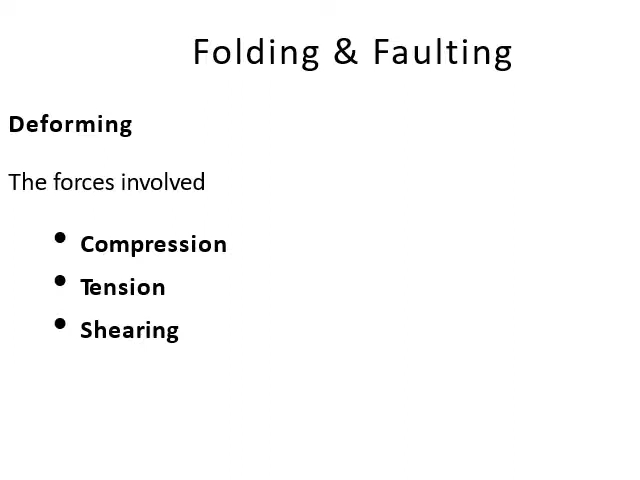 Folding & Faulting
Deforming
The forces involved
• Compression
• Tension
• Shearing